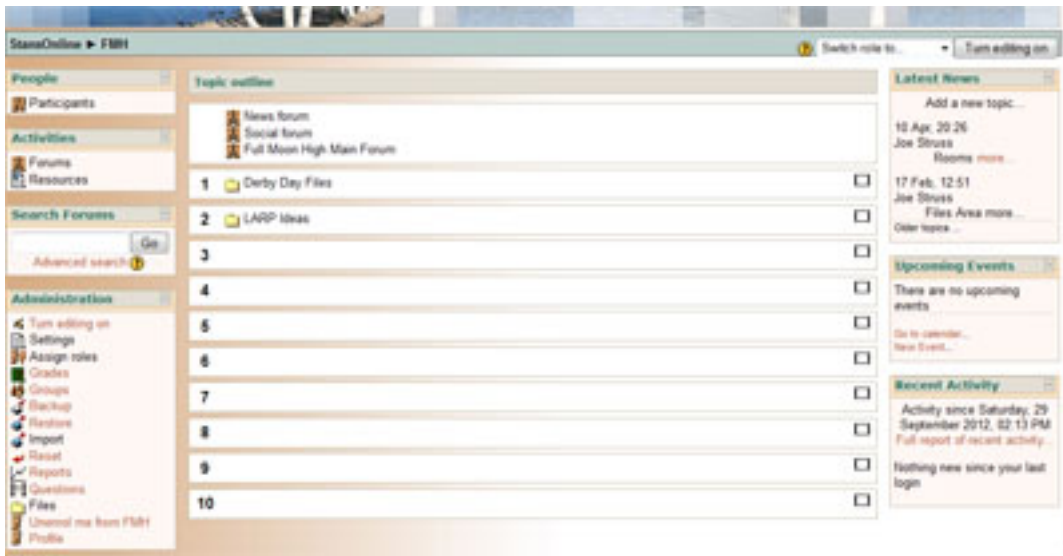 StansOnline ► FMH
Switch role to...
Turn editing on
People
Participants
Activities
Forums
Resources
Search Forums
Go
Advanced search
Administration
Turn editing on
Settings
Assign roles
Grades
Groups
Backup
Restore
Import
Reset
Reports
Questions
Files
Unenrol me from FMH
Profile
Topic outline
News forum
Social forum
Full Moon High Main Forum
1 Derby Day Files
2 LARP Ideas
3
4
5
6
7
8
9
10
Latest News
Add a new topic...
10 Apr, 20:26
Joe Struss
Rooms more...
17 Feb, 12:51
Joe Struss
Files Area more...
Older topics ...
Upcoming Events
There are no upcoming
events
Go to calendar...
New Event...
Recent Activity
Activity since Saturday, 29
September 2012, 02:13 PM
Full report of recent activity...
Nothing new since your last
login